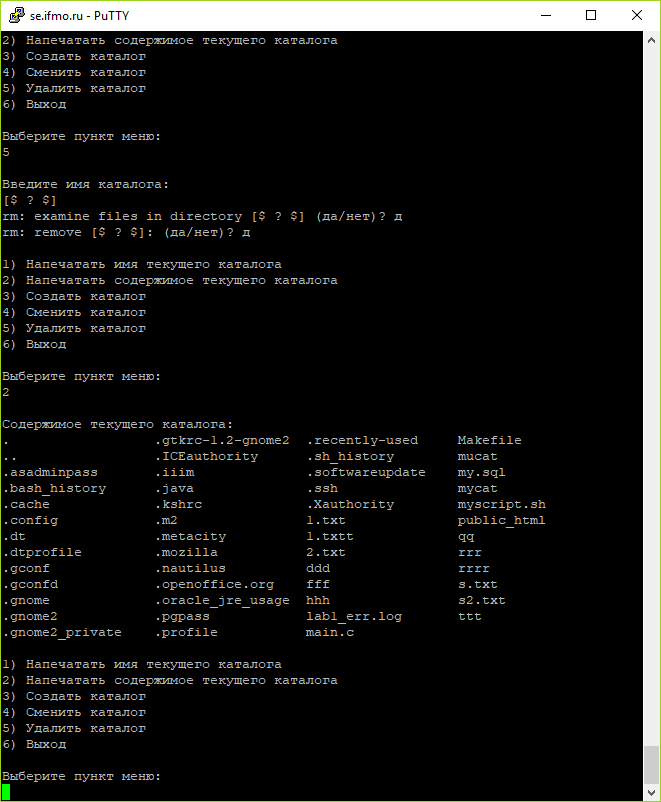 se.ifmo.ru - PuTTY
2) Напечатать содержимое текущего каталога
3) Создать каталог
4) Сменить каталог
5) Удалить каталог
6) Выход
Выберите пункт меню:
5
Введите имя каталога:
[$ ? $]
rm: examine files in directory [$ ? $] (да/нет)? д
rm: remove [$ ? $]: (да/нет)? д
1) Напечатать имя текущего каталога
2) Напечатать содержимое текущего каталога
3) Создать каталог
4) Сменить каталог
5) Удалить каталог
6) Выход
Выберите пункт меню:
2
Содержимое текущего каталога:
. .gtkrc-1.2-gnome2 .recently-used Makefile
.. .ICEauthority .sh_history mucat
.asadminpass .iiim .softwareupdate my.sql
.bash_history .java .ssh mycat
.cache .kshrc .Xauthority myscript.sh
.config .m2 1.txt public_html
.dt .metacity 1.txtt qq
.dtprofile .mozilla 2.txt rrr
.gconf .nautilus ddd rrrr
.gconfd .openoffice.org fff s.txt
.gnome .oracle_jre_usage hhh s2.txt
.gnome2 .pgpass lab1_err.log ttt
.gnome2_private .profile main.c
1) Напечатать имя текущего каталога
2) Напечатать содержимое текущего каталога
3) Создать каталог
4) Сменить каталог
5) Удалить каталог
6) Выход
Выберите пункт меню: